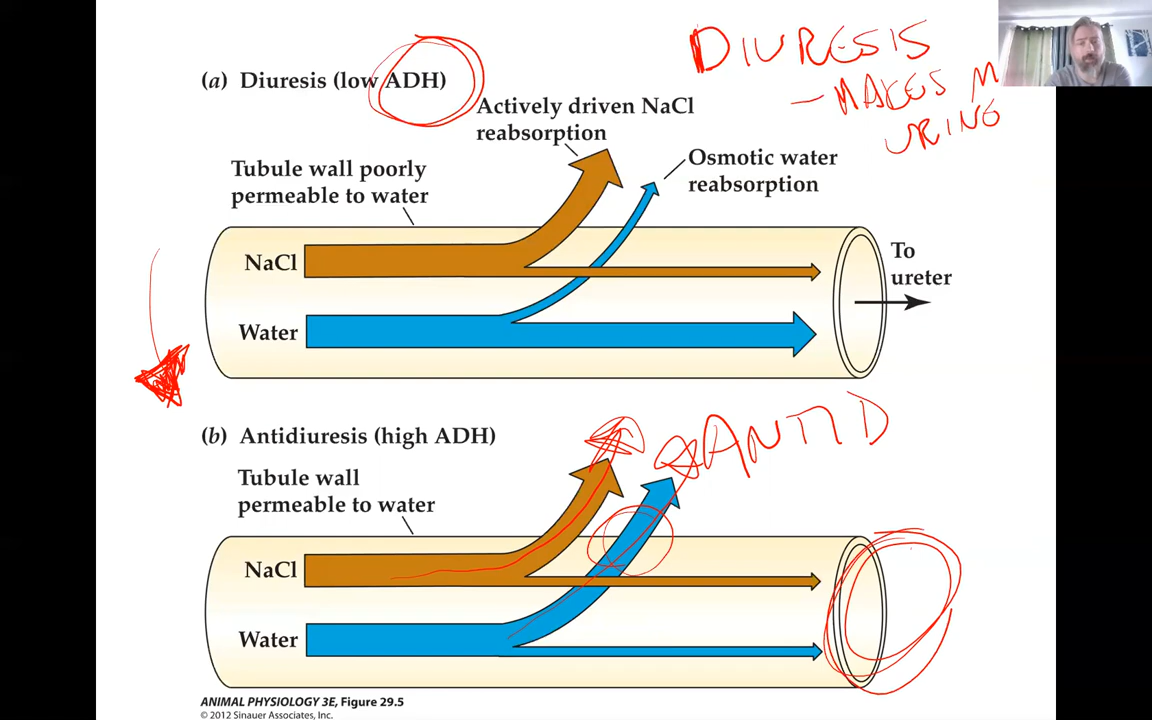 (a) Diuresis (low ADH)
DIURESIS
- MAKES M
URINE
Actively driven NaCl
reabsorption
Osmotic water
reabsorption
Tubule wall poorly
permeable to water
NaCl
Water
To
ureter
(b) Antidiuresis (high ADH)
ANTI D
Tubule wall
permeable to water
NaCl
Water
ANIMAL PHYSIOLOGY 3E, Figure 29.5
© 2012 Sinauer Associates, Inc.